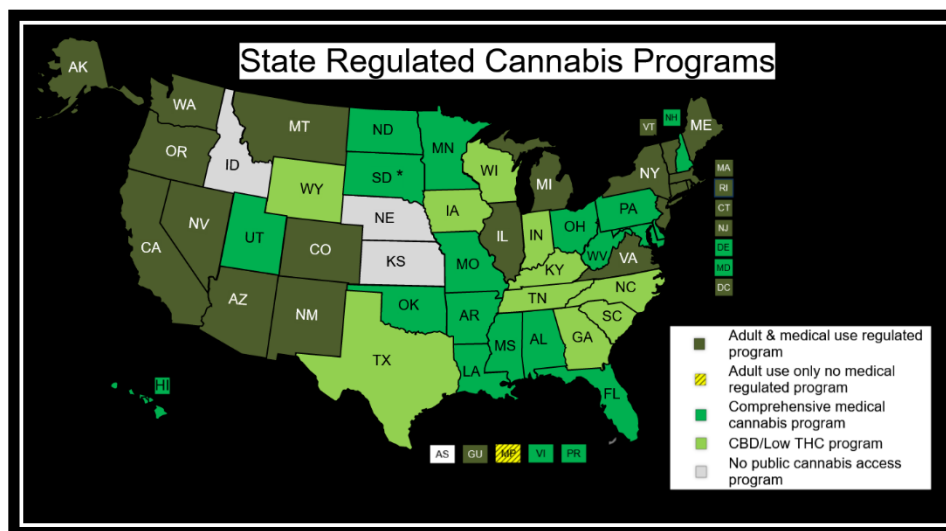 State Regulated Cannabis Programs
AK
WA
MT
ND
MN
VT
NH
ME
OR
ID
WY
SD *
WI
MI
NY
MA
RI
CT
NJ
DE
MD
DC
NV
UT
CO
NE
IA
IL
IN
OH
PA
WV
VA
CA
KS
MO
KY
AZ
NM
OK
AR
TN
NC
SC
TX
LA
MS
AL
GA
FL
HI
AS
GU
MP
VI
PR
Adult & medical use regulated
program
Adult use only no medical
regulated program
Comprehensive medical
cannabis program
CBD/Low THC program
No public cannabis access
program